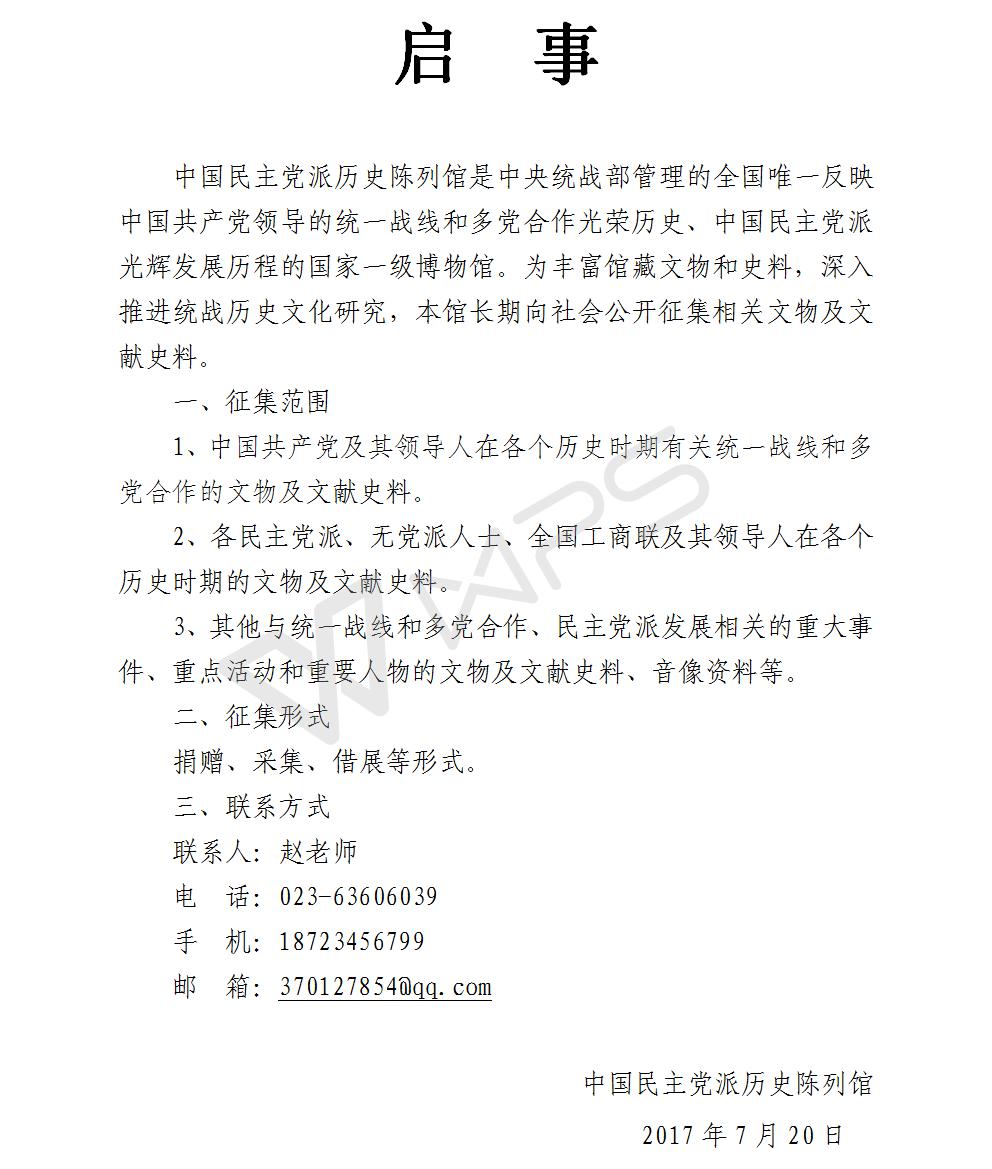 启 事
中国民主党派历史陈列馆是中央统战部管理的全国唯一反映
中国共产党领导的统一战线和多党合作光荣历史、中国民主党派
光辉发展历程的国家一级博物馆。为丰富馆藏文物和史料，深入
推进统战历史文化研究，本馆长期向社会公开征集相关文物及文
献史料。
一、征集范围
1、中国共产党及其领导人在各个历史时期有关统一战线和多
党合作的文物及文献史料。
2、各民主党派、无党派人士、全国工商联及其领导人在各个
历史时期的文物及文献史料。
3、其他与统一战线和多党合作、民主党派发展相关的重大事
件、重点活动和重要人物的文物及文献史料、音像资料等。
WPS
二、征集形式
捐赠、采集、借展等形式。
三、联系方式
联系人：赵老师
电 话：023-63606039
手 机：18723456799
邮 箱：370127854@qq.com
中国民主党派历史陈列馆
2017 年 7 月 20 日